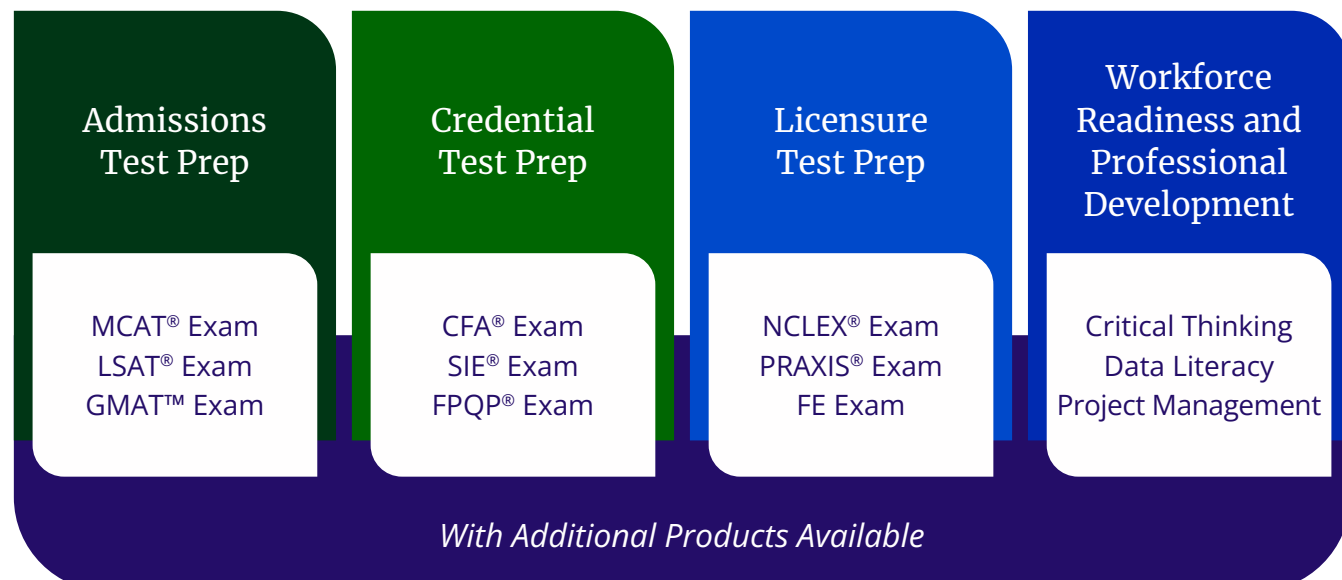 Admissions
Test Prep
MCAT® Exam
LSAT® Exam
GMAT™ Exam
Credential
Test Prep
CFA® Exam
SIE® Exam
FPQP® Exam
Licensure
Test Prep
NCLEX® Exam
PRAXIS® Exam
FE Exam
Workforce
Readiness and
Professional
Development
Critical Thinking
Data Literacy
Project Management
With Additional Products Available